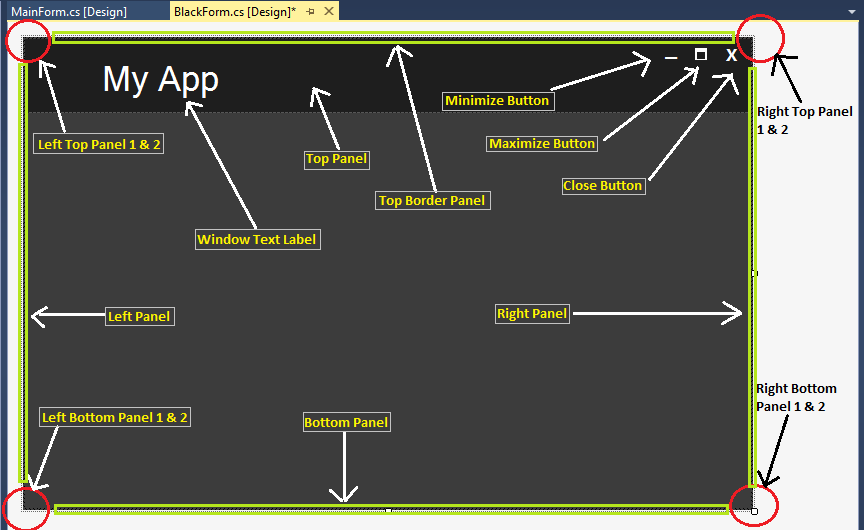 MainForm.cs [Design]
BlackForm.cs [Design]*
My App
X
Minimize Button
Right Top Panel
1 & 2
Left Top Panel 1 & 2
Maximize Button
Top Panel
Close Button
Top Border Panel
Window Text Label
Left Panel
Right Panel
Right Bottom
Panel 1 & 2
Left Bottom Panel 1 & 2
Bottom Panel